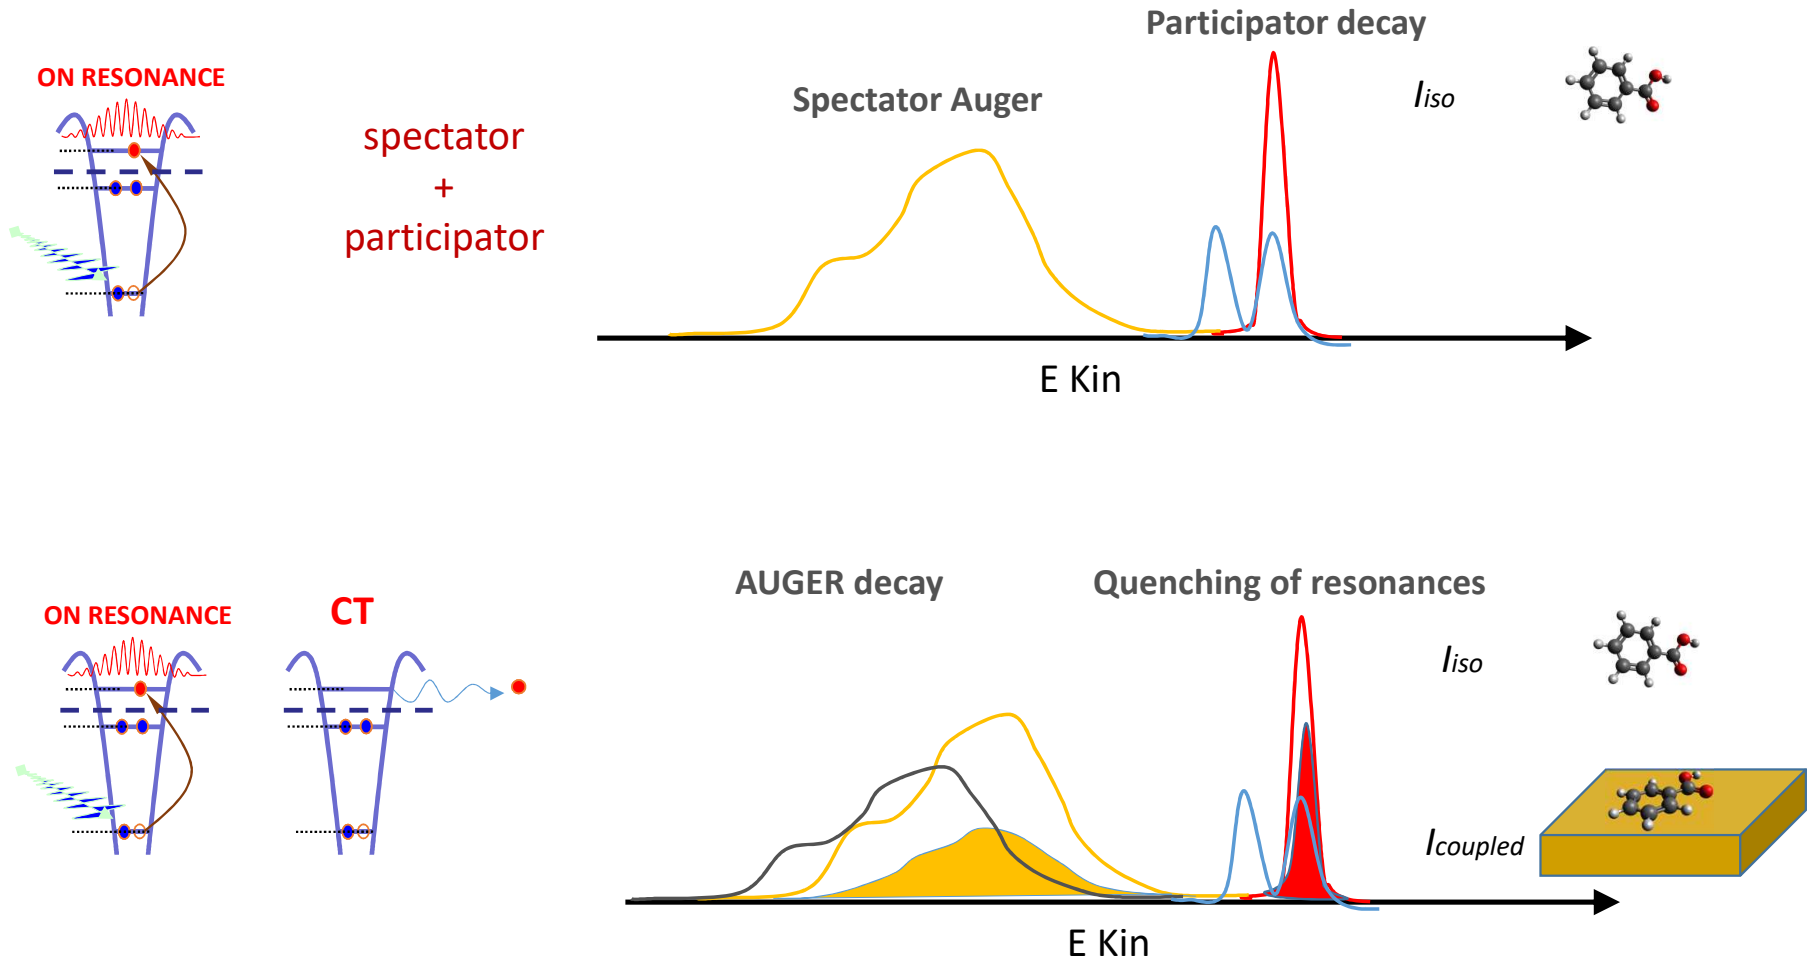 Participator decay
ON RESONANCE
Spectator Auger
Iiso
spectator
+
participator
E Kin
AUGER decay
Quenching of resonances
ON RESONANCE
CT
Iiso
Icoupled
E Kin